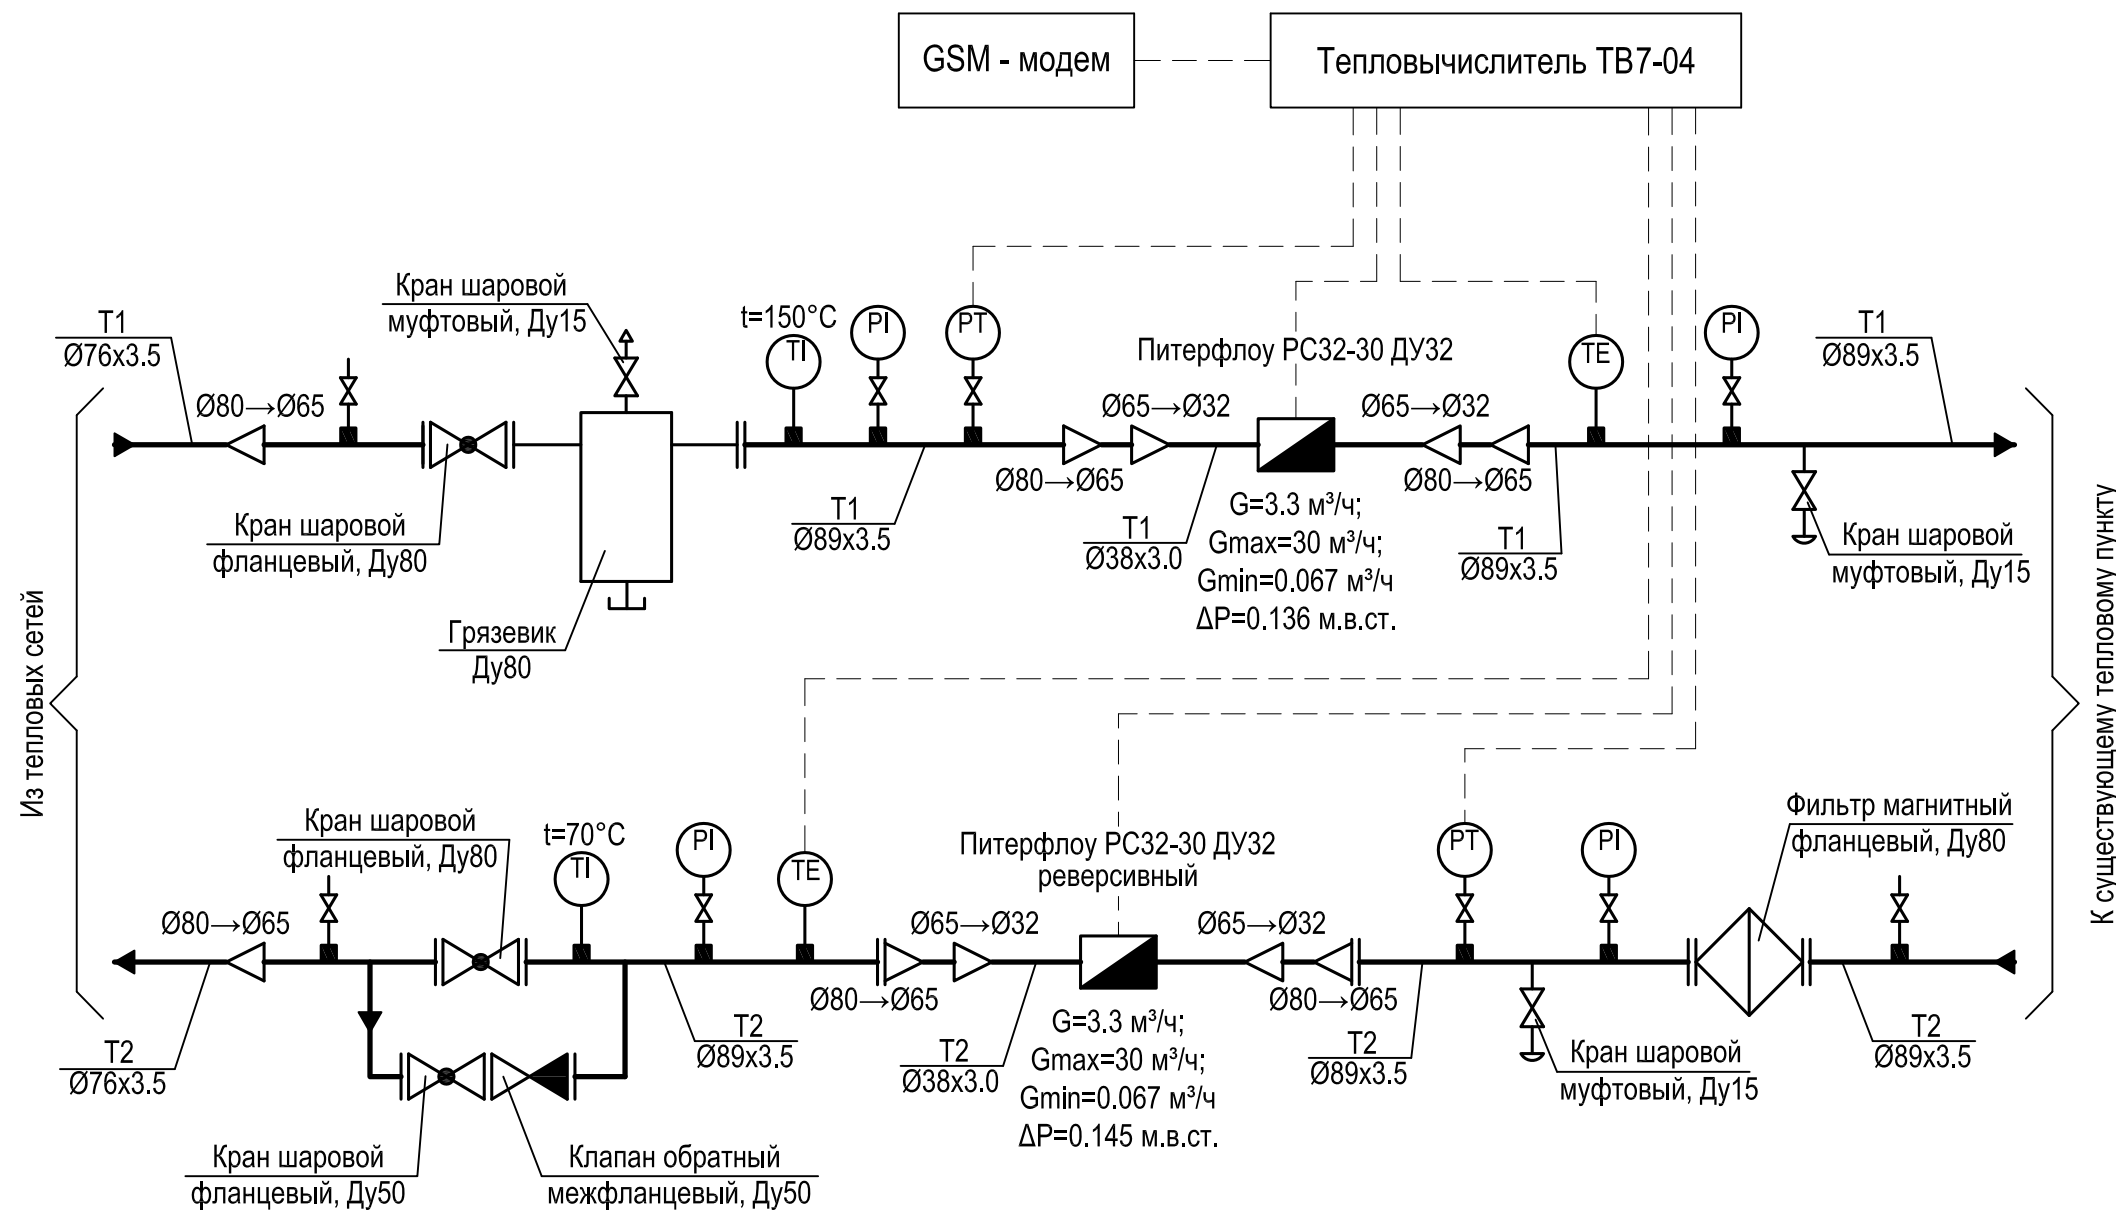 GSM - модем
Тепловычислитель ТВ7-04
Кран шаровой
муфтовый, Ду15
t=150°C
PI
PT
PI
T1
Ø76x3.5
TI
Питерфлоу РС32-30 ДУ32
TE
T1
Ø89x3.5
Ø80→Ø65
Ø65→Ø32
Ø65→Ø32
Ø80→Ø65
Ø80→Ø65
Кран шаровой
фланцевый, Ду80
T1
Ø89x3.5
T1
Ø38x3.0
G=3.3 м³/ч;
Gmax=30 м³/ч;
Gmin=0.067 м³/ч
ΔP=0.136 м.в.ст.
T1
Ø89x3.5
Кран шаровой
муфтовый, Ду15
Грязевик
Ду80
Из тепловых сетей
К существующему тепловому пункту
Кран шаровой
фланцевый, Ду80
t=70°C
TI
PI
TE
Питерфлоу РС32-30 ДУ32
реверсивный
PT
PI
Фильтр магнитный
фланцевый, Ду80
Ø80→Ø65
Ø65→Ø32
Ø65→Ø32
Ø80→Ø65
Ø80→Ø65
T2
Ø76x3.5
T2
Ø89x3.5
T2
Ø38x3.0
G=3.3 м³/ч;
Gmax=30 м³/ч;
Gmin=0.067 м³/ч
ΔP=0.145 м.в.ст.
T2
Ø89x3.5
Кран шаровой
муфтовый, Ду15
T2
Ø89x3.5
Кран шаровой
фланцевый, Ду50
Клапан обратный
межфланцевый, Ду50